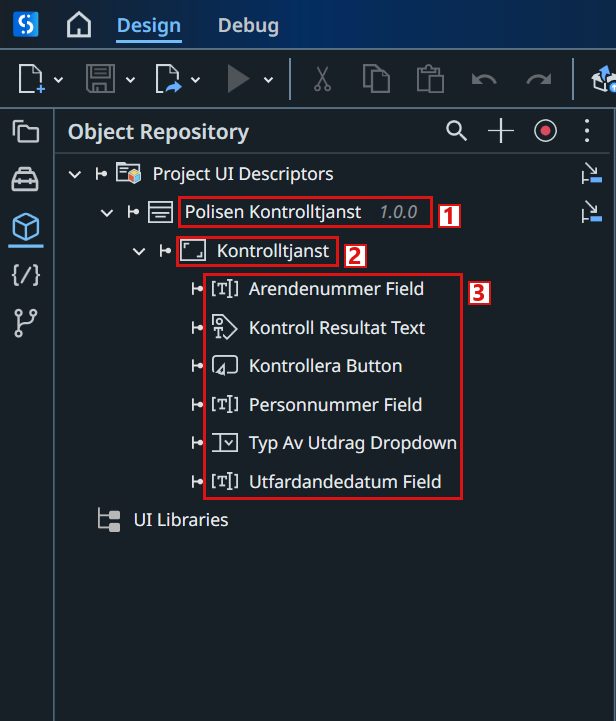 Design Debug
Object Repository
Project UI Descriptors
Polisen Kontrolltjanst 1.0.0 1
Kontrolltjanst 2
Arendenummer Field 3
Kontroll Resultat Text
Kontrollera Button
Personnummer Field
Typ Av Utdrag Dropdown
Utfardandedatum Field
UI Libraries